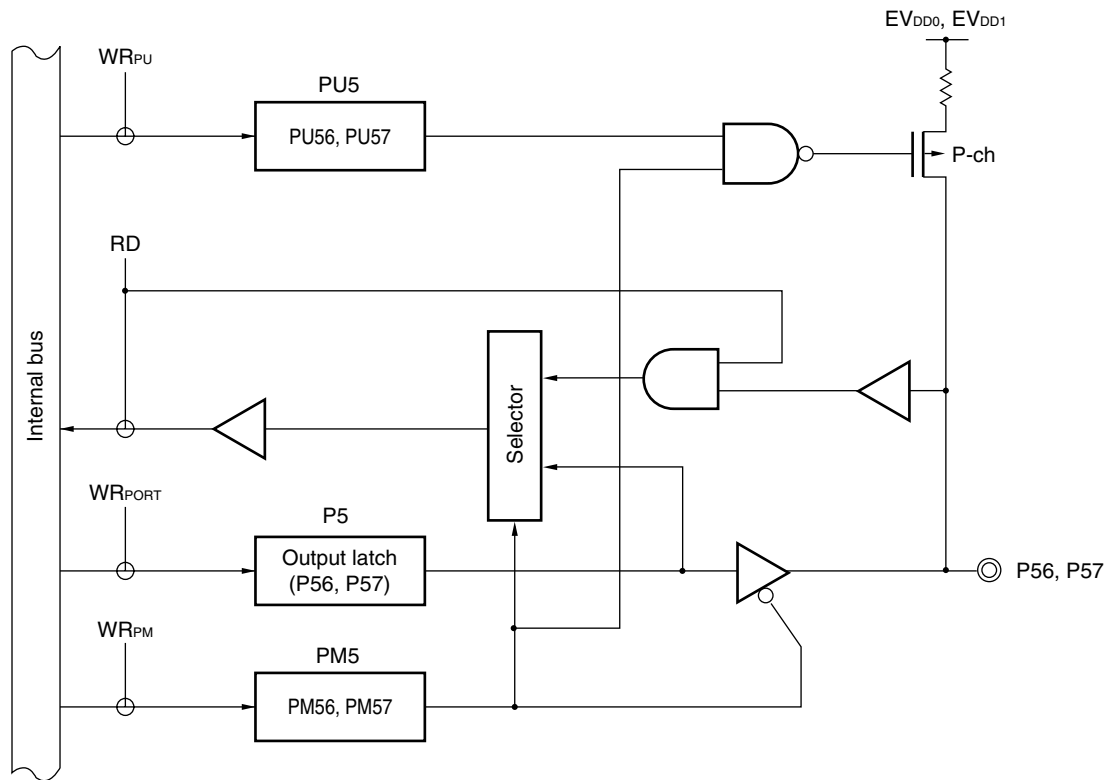 EVDD0, EVDD1
WRPU
PU5
PU56, PU57
P-ch
RD
Internal bus
Selector
WRPORT
P5
Output latch
(P56, P57)
P56, P57
WRPM
PM5
PM56, PM57